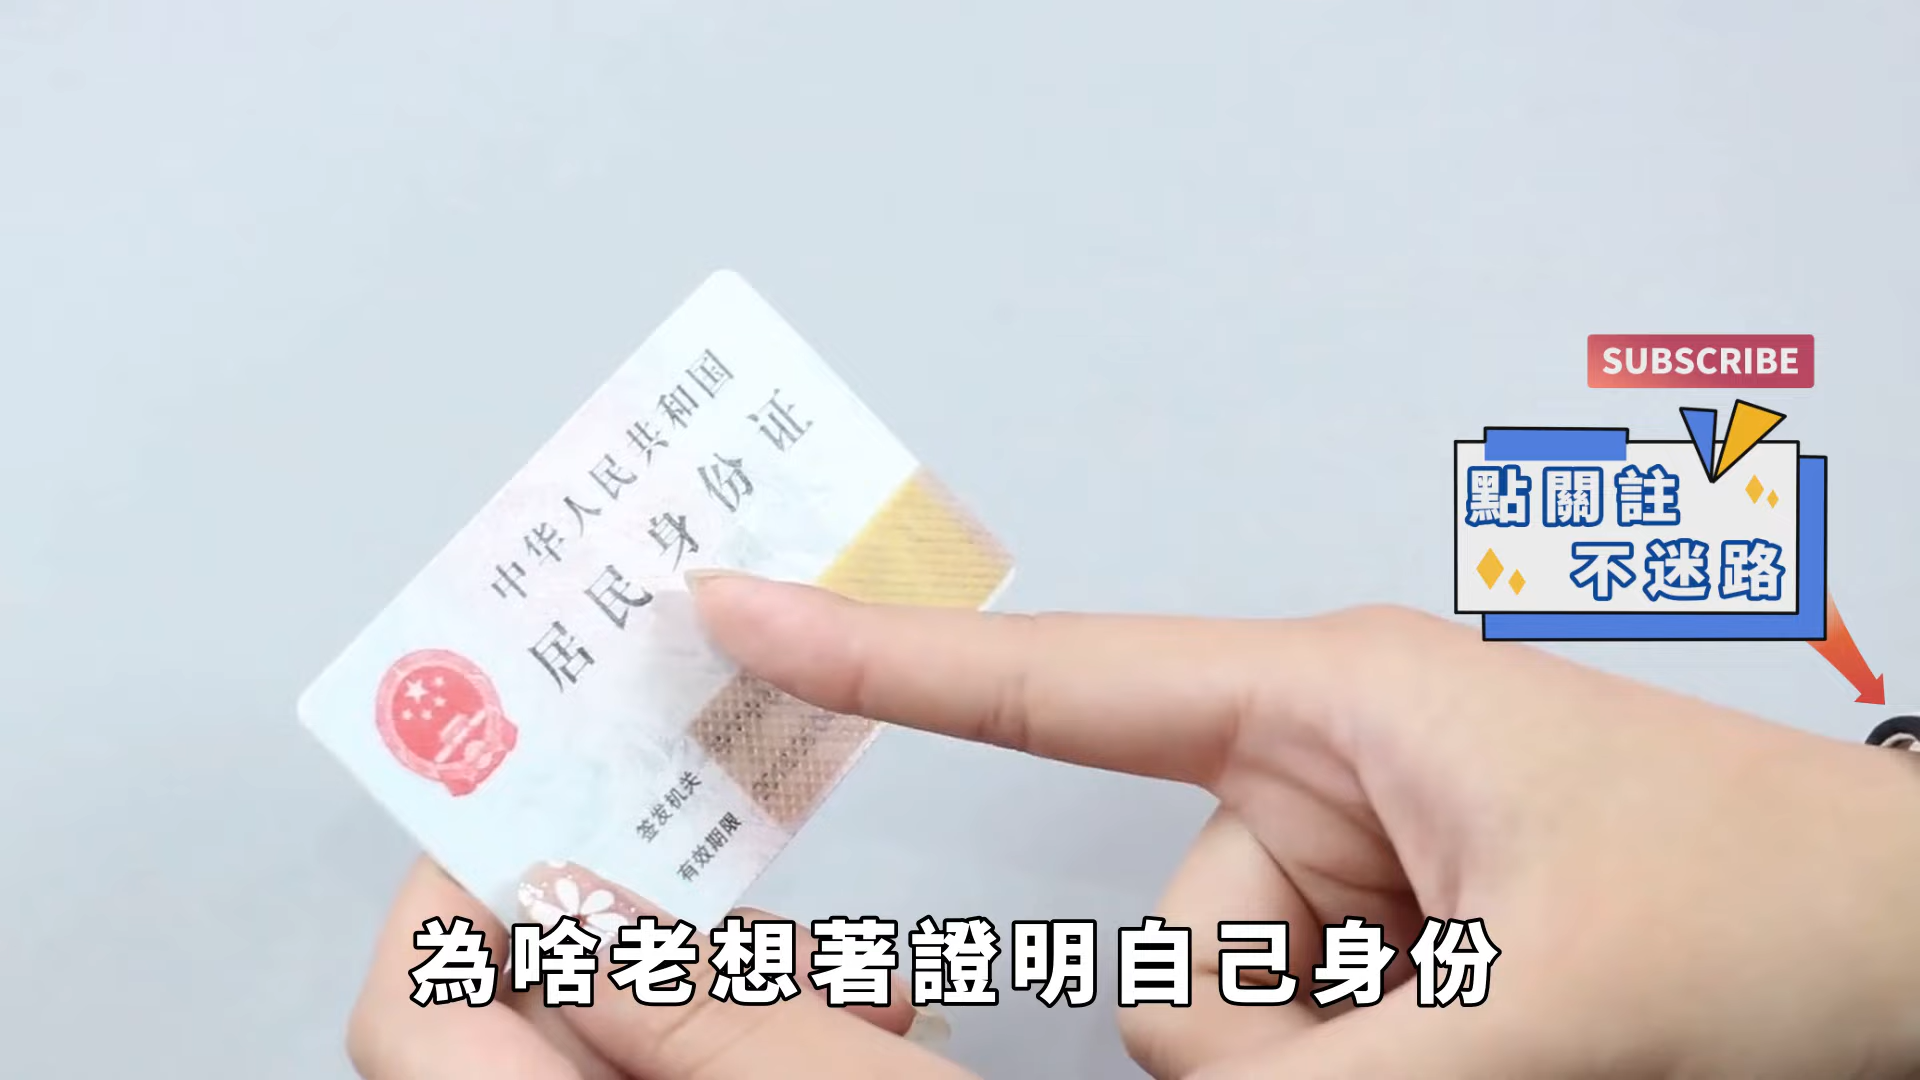 中华人民共和国
居民身份证
签发机关
有效期限
SUBSCRIBE
點關註
不迷路
為啥老想著證明自己身份